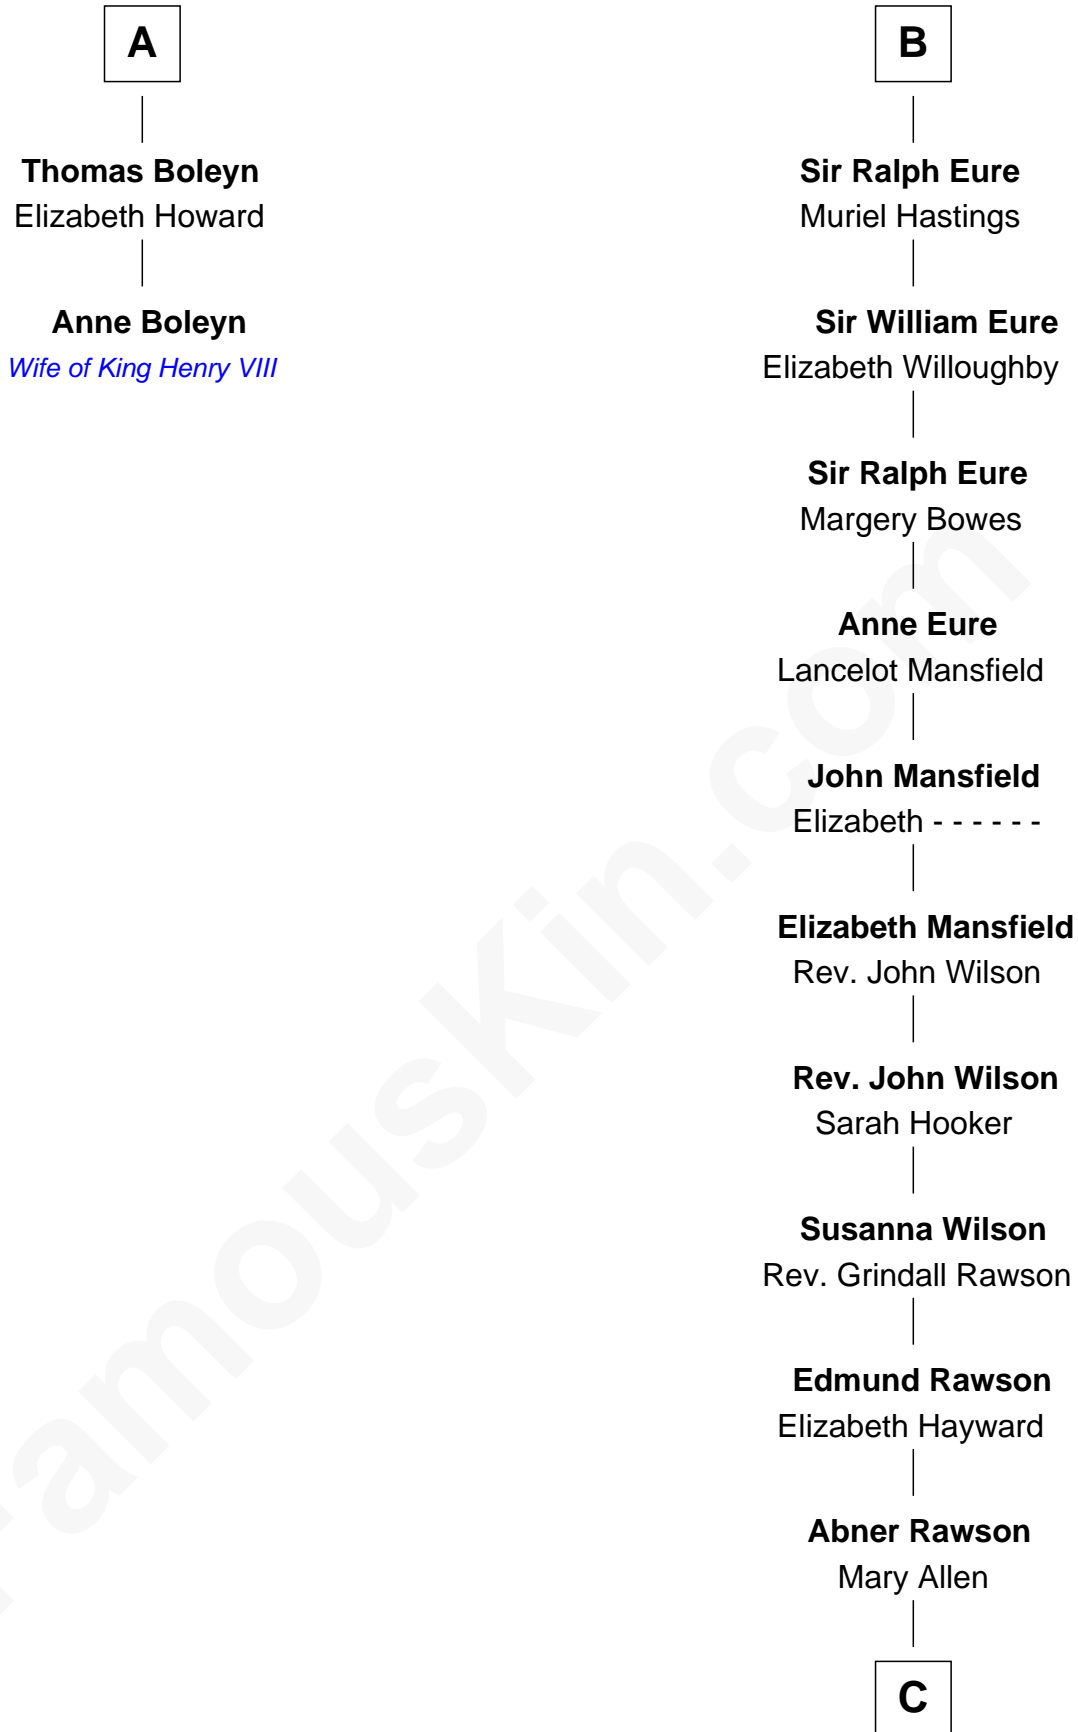 A
Thomas Boleyn
Elizabeth Howard
Anne Boleyn
Wife of King Henry VIII
B
Sir Ralph Eure
Muriel Hastings
Sir William Eure
Elizabeth Willoughby
Sir Ralph Eure
Margery Bowes
Anne Eure
Lancelot Mansfield
John Mansfield
Elizabeth - - - - - -
Elizabeth Mansfield
Rev. John Wilson
Rev. John Wilson
Sarah Hooker
Susanna Wilson
Rev. Grindall Rawson
Edmund Rawson
Elizabeth Hayward
Abner Rawson
Mary Allen
C
FamousKin.com